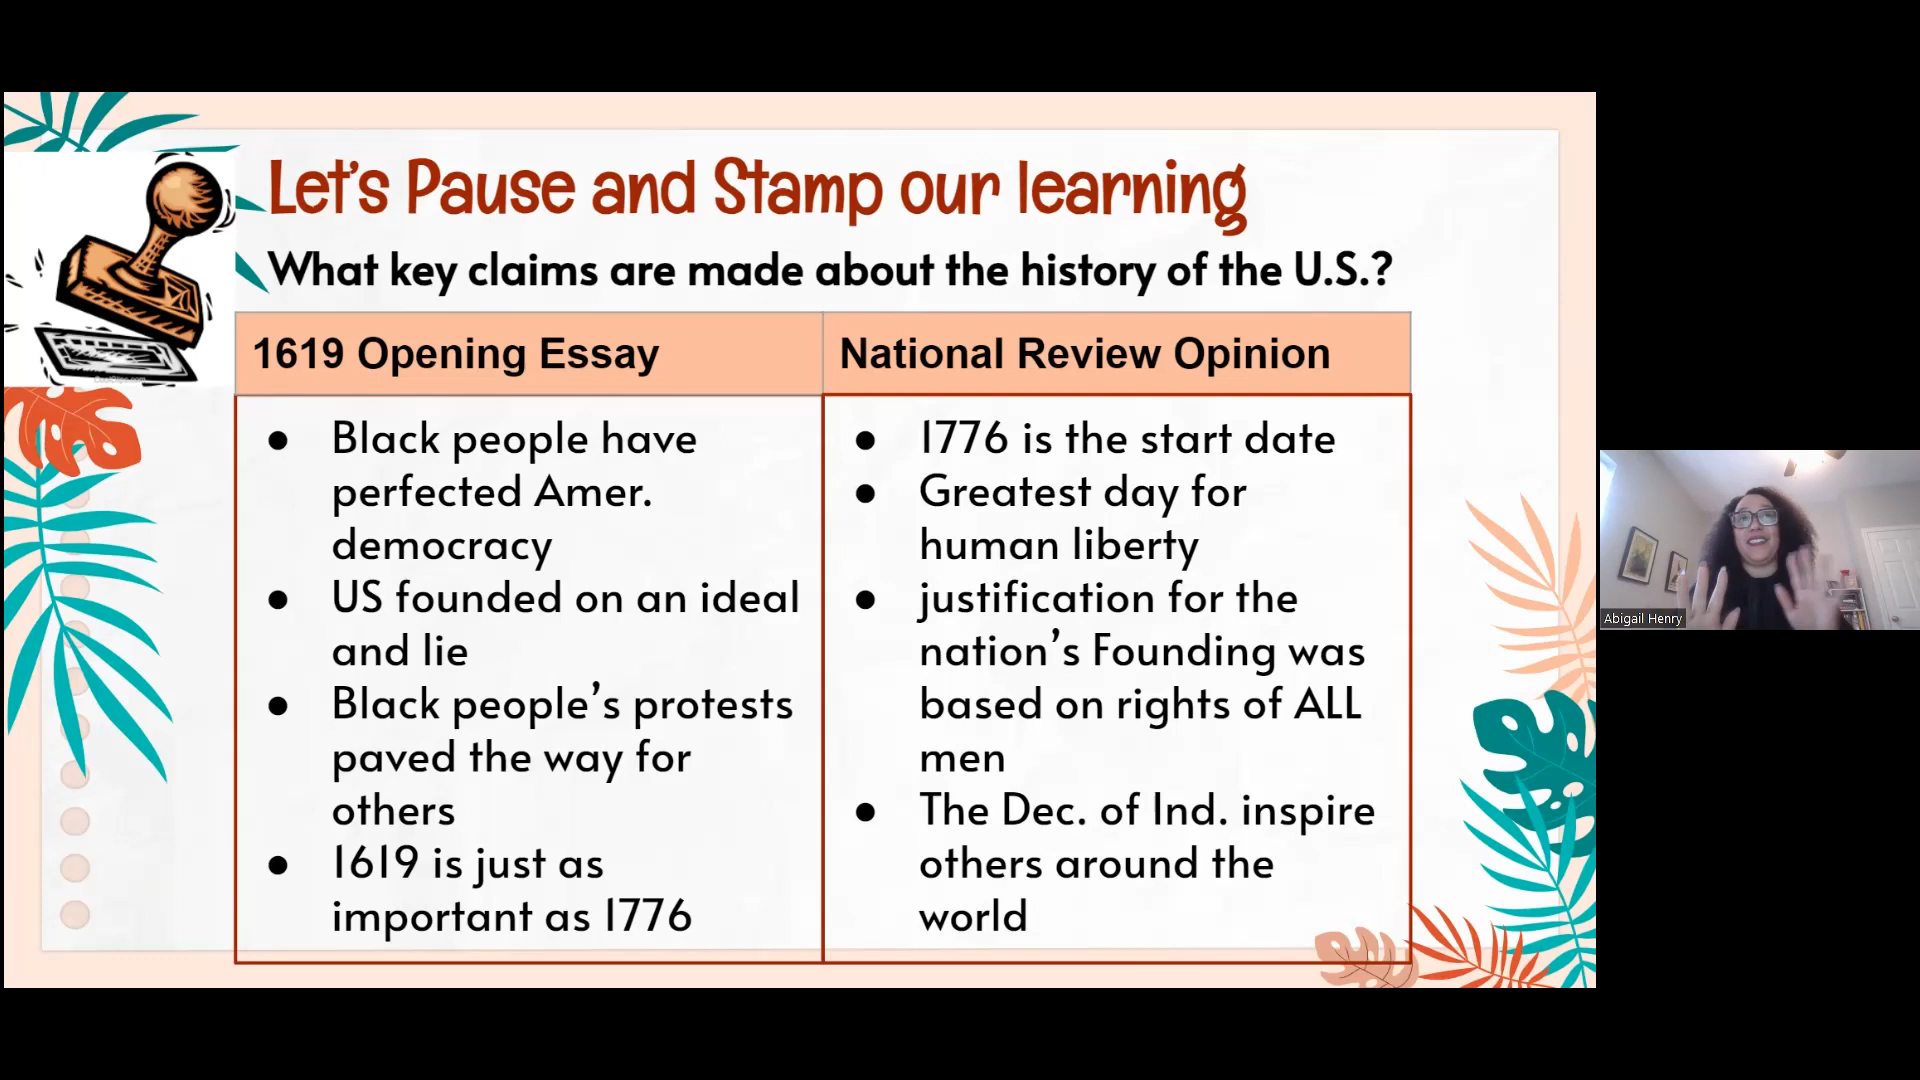 Let's Pause and Stamp our learning
What key claims are made about the history of the U.S.?
1619 Opening Essay
● Black people have
perfected Amer.
democracy
● US founded on an ideal
and lie
● Black people's protests
paved the way for
others
● 1619 is just as
important as 1776
National Review Opinion
● 1776 is the start date
● Greatest day for
human liberty
● justification for the
nation's Founding was
based on rights of ALL
men
● The Dec. of Ind. inspire
others around the
world
Abigail Henry